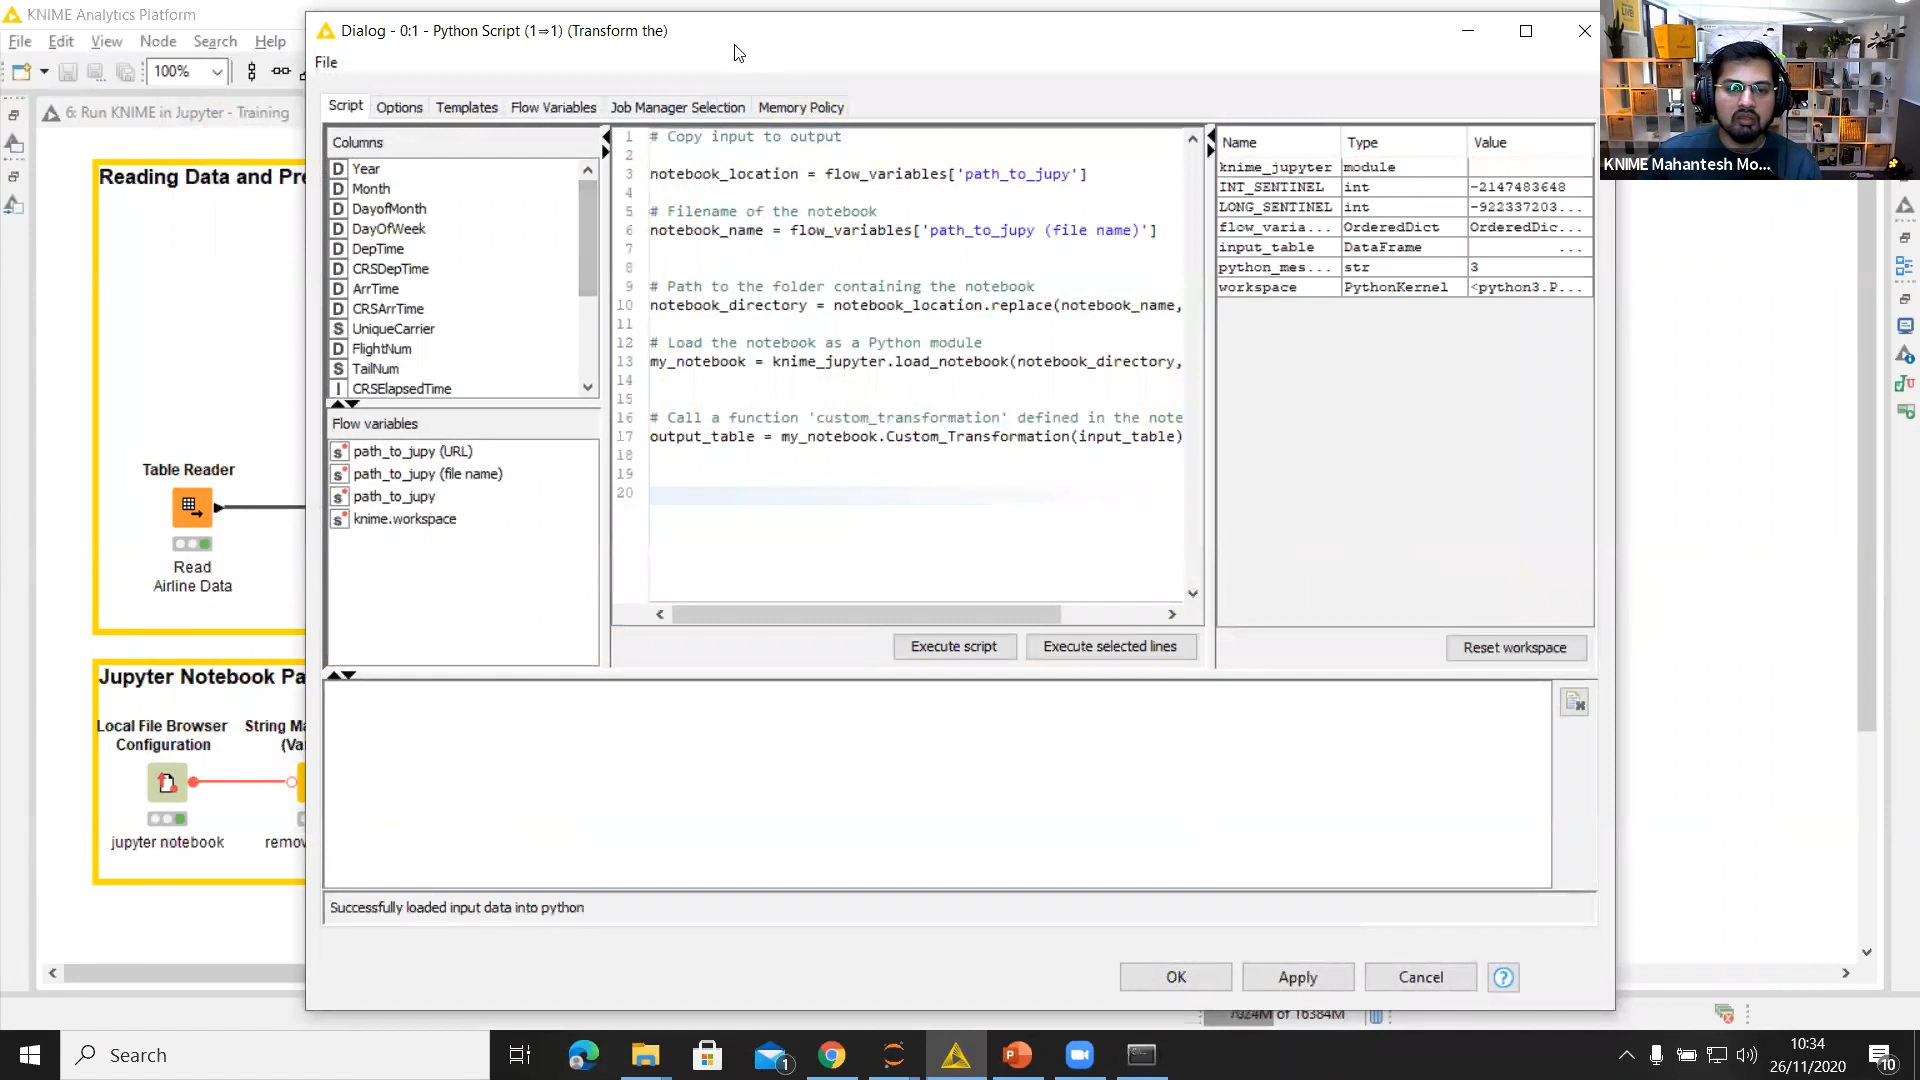 KNIME Analytics Platform
File Edit View Node Search Help
100%
6: Run KNIME in Jupyter - Training
Reading Data and Pre
Table Reader
Read
Airline Data
Jupyter Notebook Pa
Local File Browser
Configuration
String Ma
(Va
jupyter notebook
remov
Dialog - 0:1 - Python Script (1⇒1) (Transform the)
File
Script Options Templates Flow Variables Job Manager Selection Memory Policy
Columns
D Year
D Month
D DayofMonth
D DayOfWeek
D DepTime
D CRSDepTime
D ArrTime
D CRSArrTime
S UniqueCarrier
D FlightNum
S TailNum
I CRSElapsedTime
Flow variables
s path_to_jupy (URL)
s path_to_jupy (file name)
s path_to_jupy
s knime.workspace
1 # Copy input to output
2
3 notebook_location = flow_variables['path_to_jupy']
4
5 # Filename of the notebook
6 notebook_name = flow_variables['path_to_jupy (file name)']
7
8
9 # Path to the folder containing the notebook
10 notebook_directory = notebook_location.replace(notebook_name,
11
12 # Load the notebook as a Python module
13 my_notebook = knime_jupyter.load_notebook(notebook_directory,
14
15
16 # Call a function 'custom_transformation' defined in the note
17 output_table = my_notebook.Custom_Transformation(input_table)
18
19
20
Execute script Execute selected lines
Name Type Value
knime_jupyter module
INT_SENTINEL int -2147483648
LONG_SENTINEL int -922337203...
flow_varia... OrderedDict OrderedDic...
input_table DataFrame ...
python_mes... str 3
workspace PythonKernel <python3.P...
Reset workspace
Successfully loaded input data into python
OK Apply Cancel ?
KNIME Mahantesh Mo...
7024M of 16384M
Search
1
10:34
26/11/2020
10